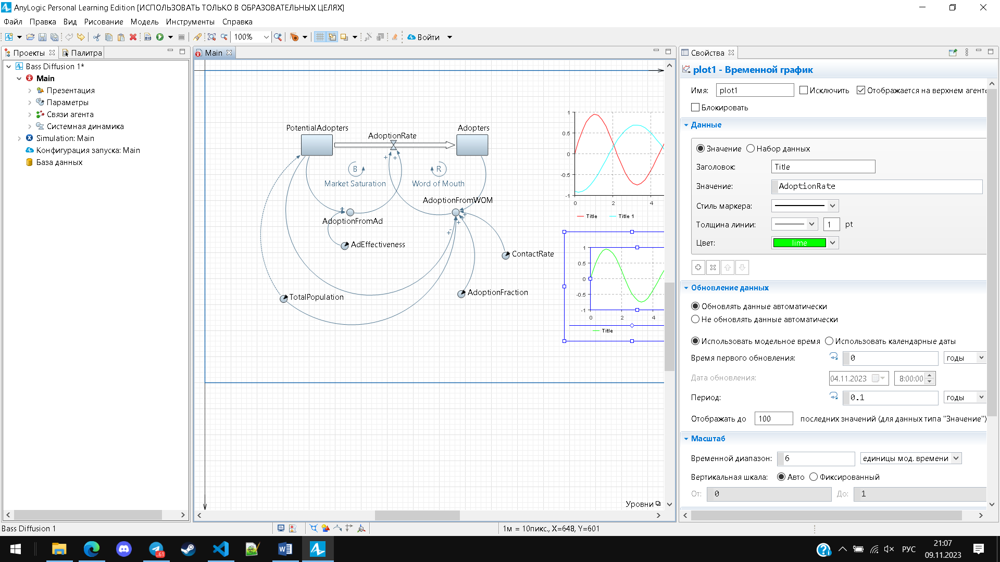 AnyLogic Personal Learning Edition [ИСПОЛЬЗОВАТЬ ТОЛЬКО В ОБРАЗОВАТЕЛЬНЫХ ЦЕЛЯХ]
Файл Правка Вид Рисование Модель Инструменты Справка
100% Войти
Проекты Палитра
Bass Diffusion 1*
Main
Презентация
Параметры
Связи агента
Системная динамика
Simulation: Main
Конфигурация запуска: Main
База данных
Main
PotentialAdopters
AdoptionRate
Adopters
B
Market Saturation
R
Word of Mouth
AdoptionFromWOM
AdoptionFromAd
AdEffectiveness
ContactRate
AdoptionFraction
TotalPopulation
1
0.5
0
-0.5
-1
0 2 4
Title Title 1
1
0.5
0
-0.5
-1
0 2 4
Title
Уровни
Свойства
plot1 - Временной график
Имя: plot1 Исключить Отображается на верхнем агенте
Блокировать
Данные
Значение Набор данных
Заголовок: Title
Значение: AdoptionRate
Стиль маркера:
Толщина линии: 1 pt
Цвет: lime
Обновление данных
Обновлять данные автоматически
Не обновлять данные автоматически
Использовать модельное время Использовать календарные даты
Время первого обновления: 0 годы
Дата обновления: 04.11.2023 8:00:00
Период: 0.1 годы
Отображать до 100 последних значений (для данных типа "Значение")
Масштаб
Временной диапазон: 6 единицы мод. времени
Вертикальная шкала: Авто Фиксированный
От: 0 До: 1
Bass Diffusion 1
1м = 10пикс., X=648, Y=601
61
РУС
21:07
09.11.2023